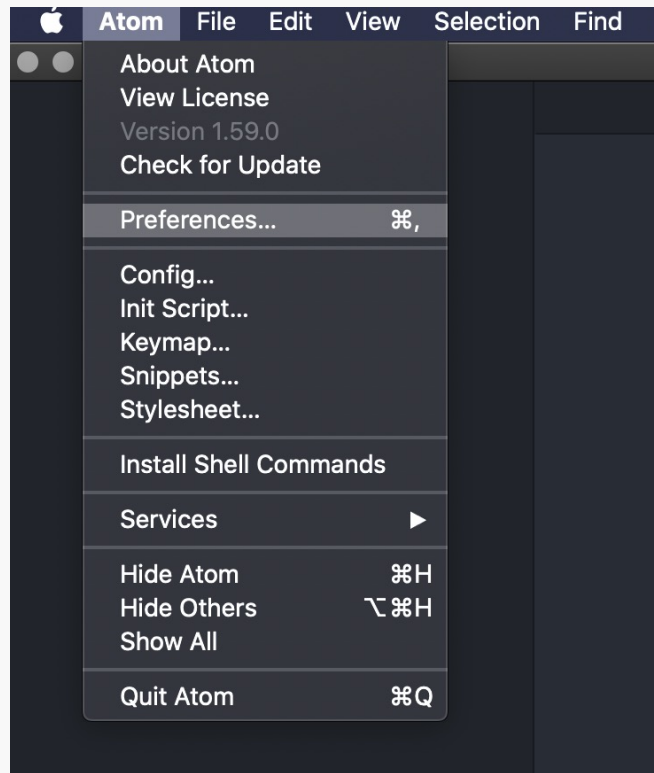 Atom File Edit View Selection Find
About Atom
View License
Version 1.59.0
Check for Update
Preferences... ⌘,
Config...
Init Script...
Keymap...
Snippets...
Stylesheet...
Install Shell Commands
Services ▶
Hide Atom ⌘H
Hide Others ⌥⌘H
Show All
Quit Atom ⌘Q